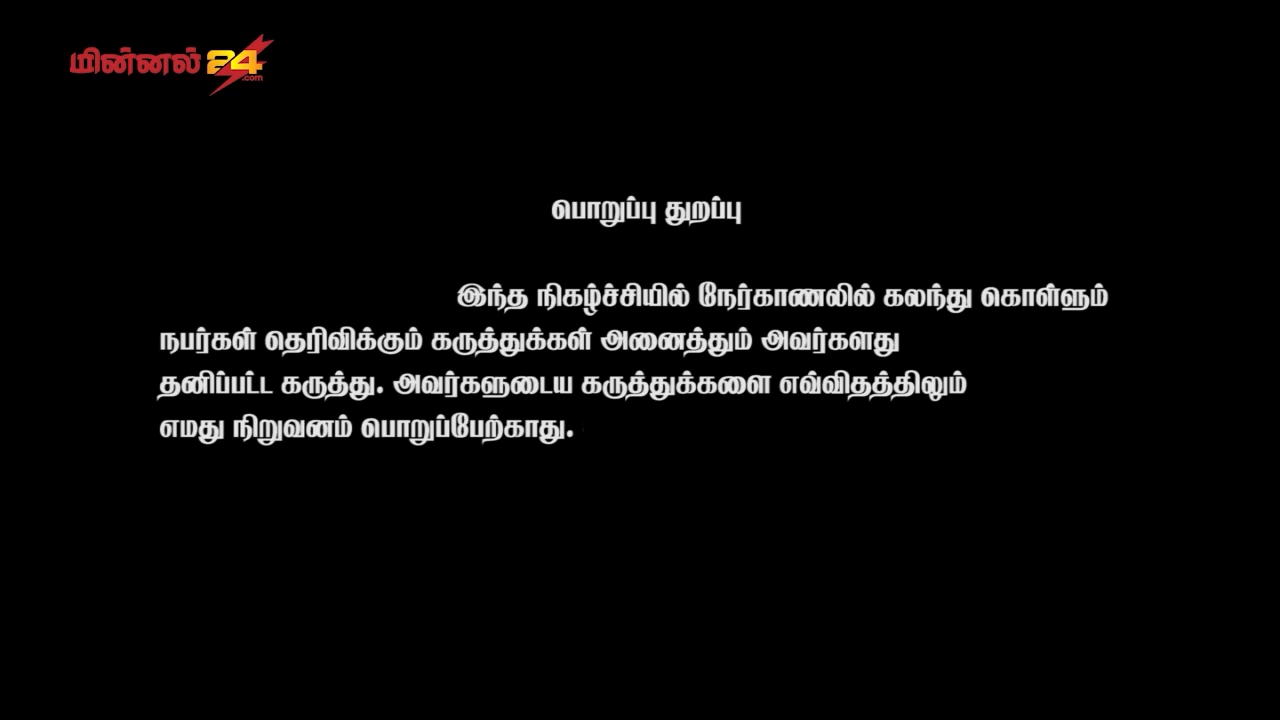 மின்னல் 24
.com
பொறுப்பு துறப்பு
இந்த நிகழ்ச்சியில் நேர்காணலில் கலந்து கொள்ளும்
நபர்கள் தெரிவிக்கும் கருத்துக்கள் அனைத்தும் அவர்களது
தனிப்பட்ட கருத்து. அவர்களுடைய கருத்துக்களை எவ்விதத்திலும்
எமது நிறுவனம் பொறுப்பேற்காது.